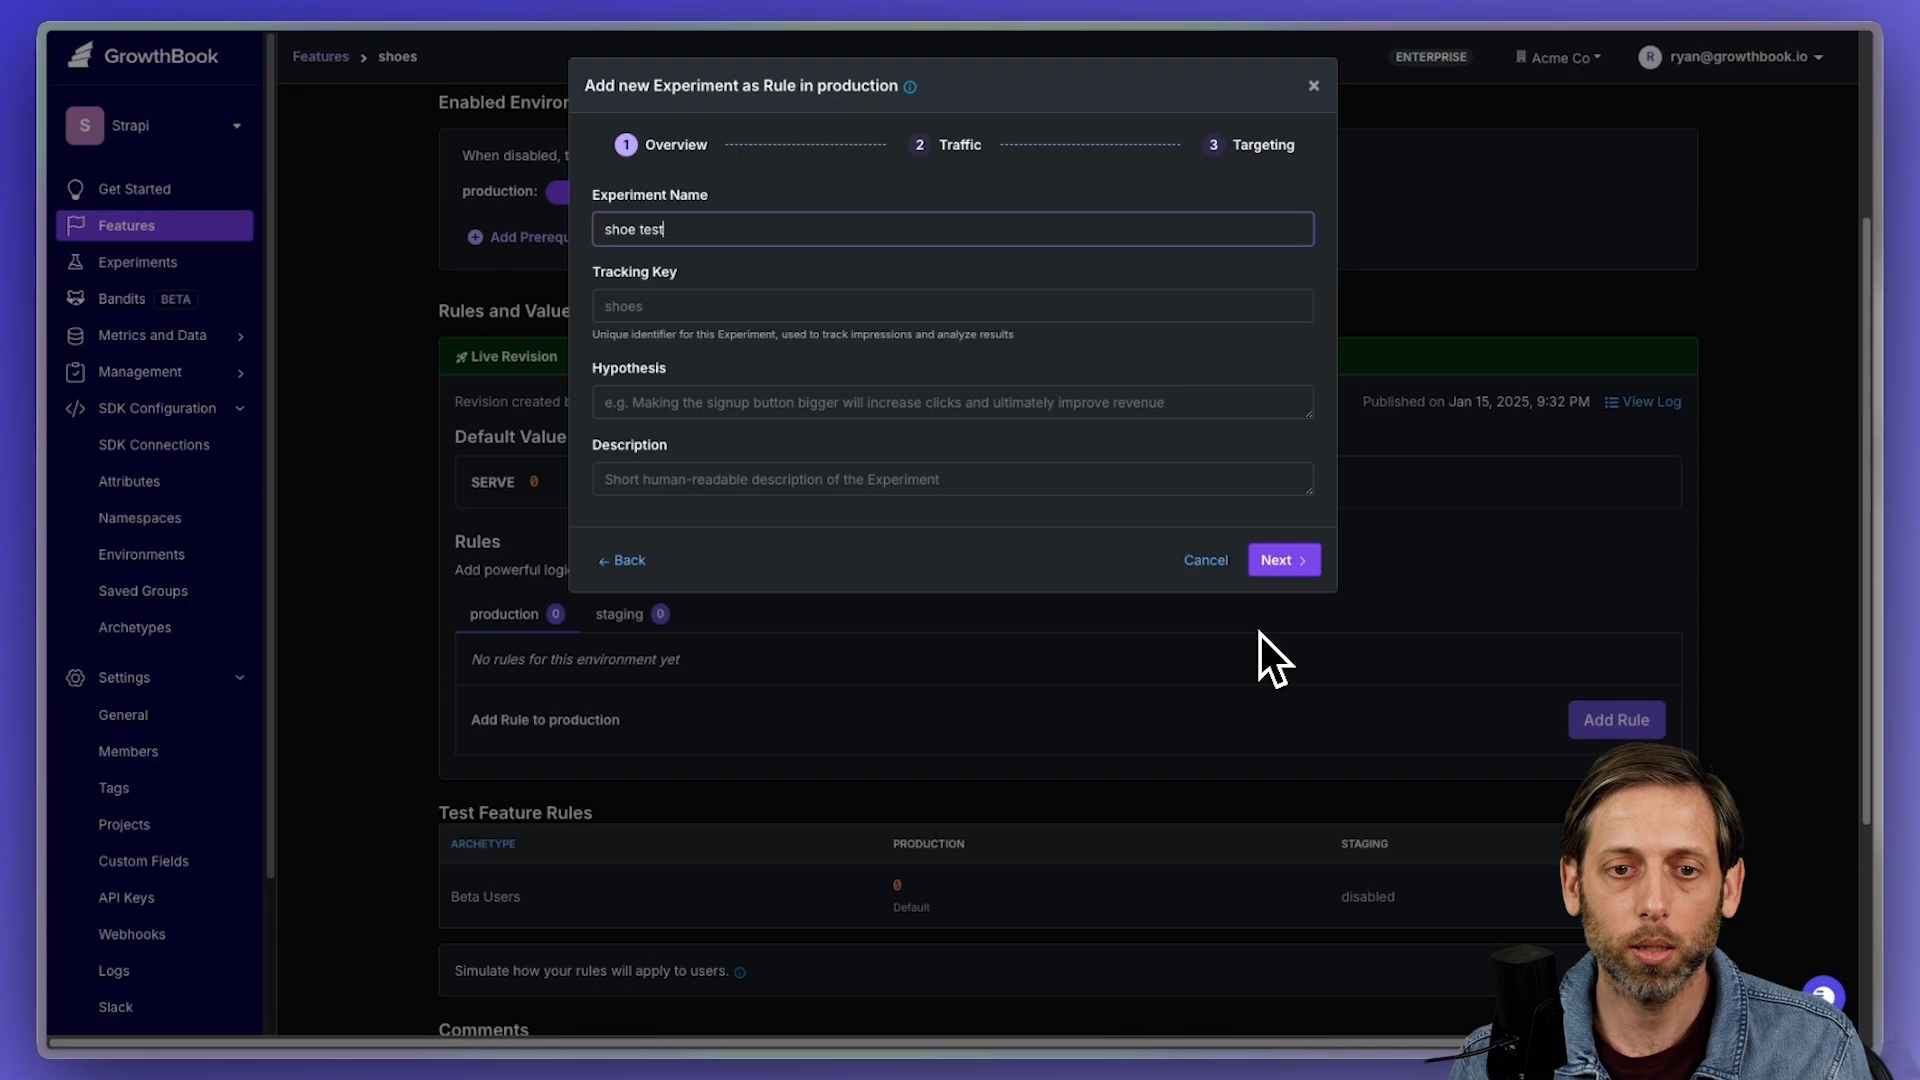 GrowthBook
Features > shoes
ENTERPRISE
Acme Co
R
ryan@growthbook.io
S
Strapi
Get Started
Features
Experiments
Bandits BETA
Metrics and Data
Management
SDK Configuration
SDK Connections
Attributes
Namespaces
Environments
Saved Groups
Archetypes
Settings
General
Members
Tags
Projects
Custom Fields
API Keys
Webhooks
Logs
Slack
Enabled Enviror
When disabled, t
production:
Add Prerequ
Rules and Value
Live Revision
Revision created b
Published on Jan 15, 2025, 9:32 PM
View Log
Default Value
SERVE 0
Rules
Add powerful logi
Add new Experiment as Rule in production
×
1 Overview
2 Traffic
3 Targeting
Experiment Name
shoe test
Tracking Key
shoes
Unique identifier for this Experiment, used to track impressions and analyze results
Hypothesis
e.g. Making the signup button bigger will increase clicks and ultimately improve revenue
Description
Short human-readable description of the Experiment
← Back
Cancel
Next >
production 0
staging 0
No rules for this environment yet
Add Rule to production
Add Rule
Test Feature Rules
ARCHETYPE
PRODUCTION
STAGING
Beta Users
0
Default
disabled
Simulate how your rules will apply to users.
Comments